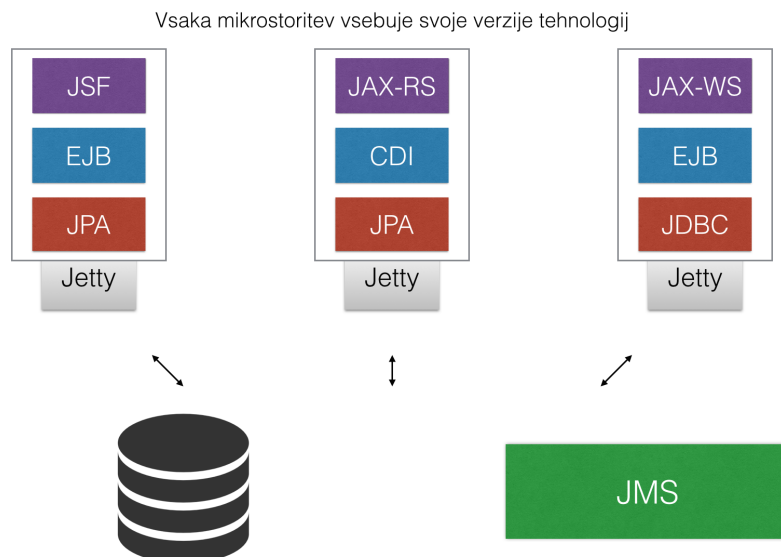 Vsaka mikrostoritev vsebuje svoje verzije tehnologij
JSF
EJB
JPA
Jetty
JAX-RS
CDI
JPA
Jetty
JAX-WS
EJB
JDBC
Jetty
JMS